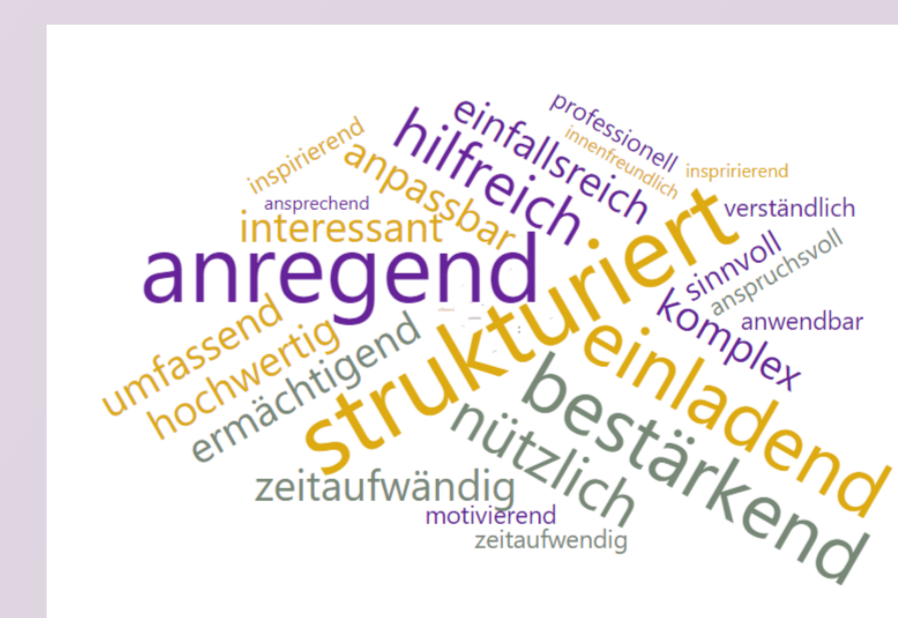 professionell
einfallsreich
innenfreundlich
hilfreich
inspirierend
anpassbar
inspririerend
ansprechend
verständlich
interessant
sinnvoll
anspruchsvoll
anregend
strukturiert
komplex
anwendbar
umfassend
hochwertig
ermächtigend
einladend
bestärkend
nützlich
zeitaufwändig
motivierend
zeitaufwendig